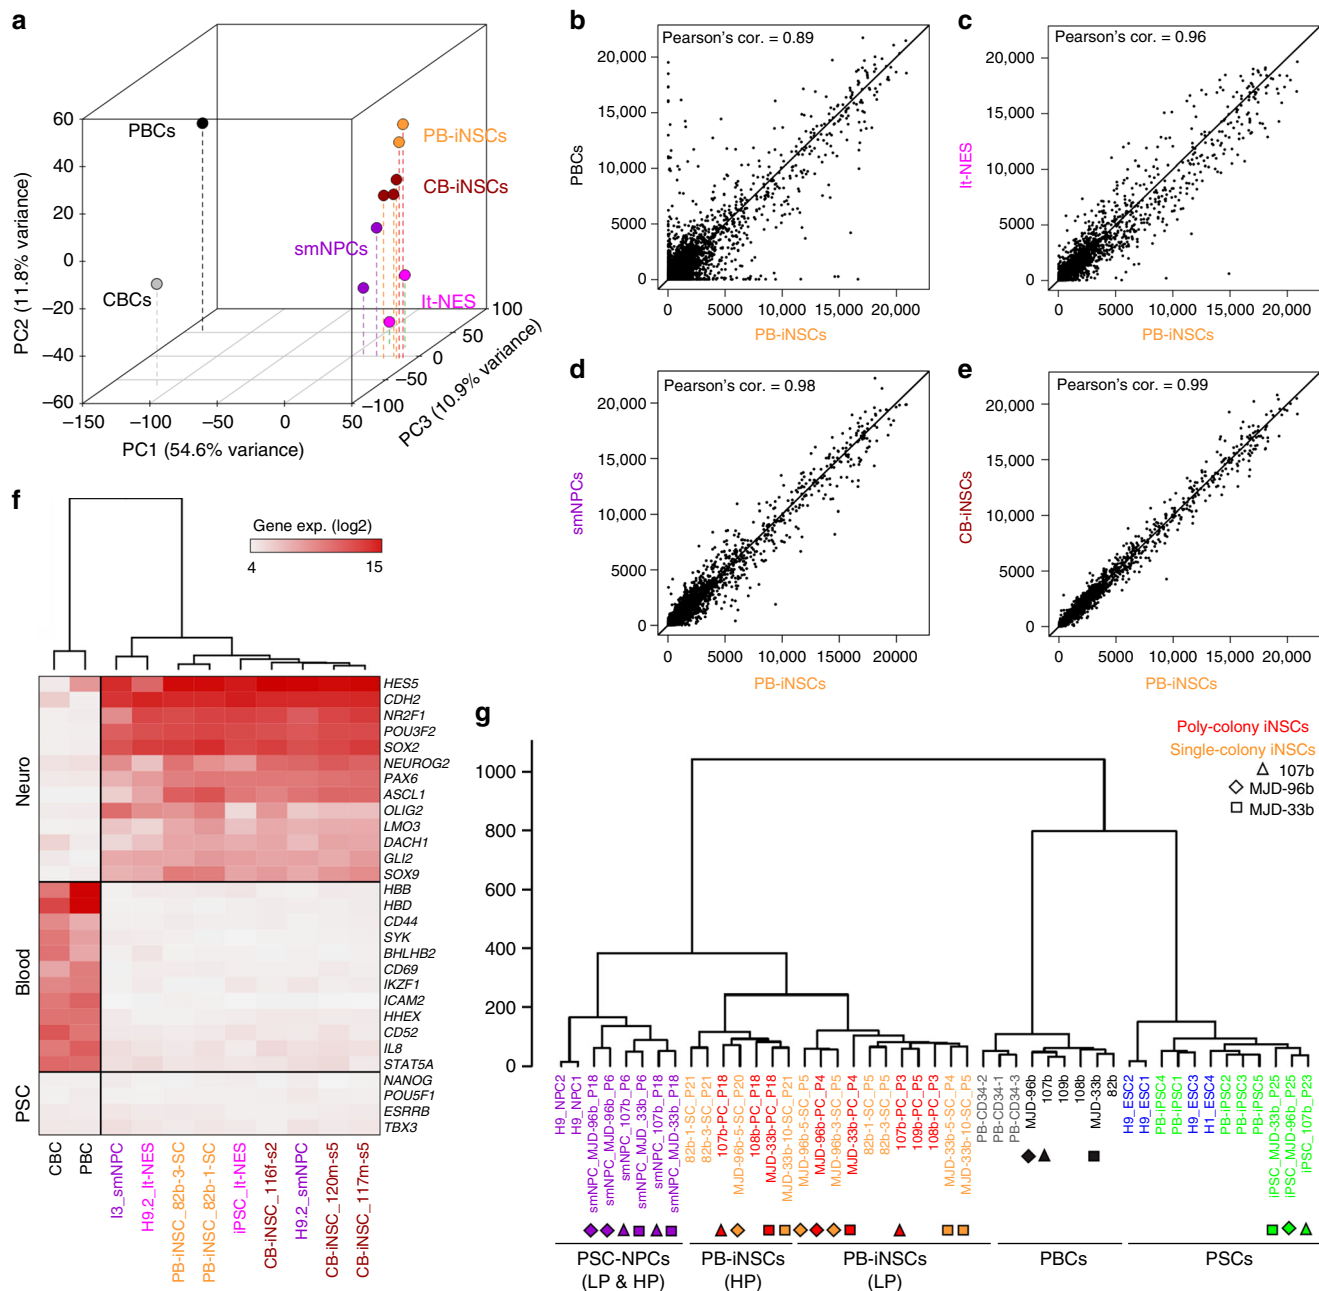 a
60
40
20
0
−20
−40
−60
PC2 (11.8% variance)
−150
−100
−50
0
50
PC1 (54.6% variance)
−100
−50
0
50
100
PC3 (10.9% variance)
PBCs
CBCs
PB-iNSCs
CB-iNSCs
smNPCs
lt-NES
b
Pearson's cor. = 0.89
20,000
15,000
10,000
5000
0
PBCs
0 5000 10,000 15,000 20,000
PB-iNSCs
c
Pearson's cor. = 0.96
20,000
15,000
10,000
5000
0
lt-NES
0 5000 10,000 15,000 20,000
PB-iNSCs
d
Pearson's cor. = 0.98
20,000
15,000
10,000
5000
0
smNPCs
0 5000 10,000 15,000 20,000
PB-iNSCs
e
Pearson's cor. = 0.99
20,000
15,000
10,000
5000
0
CB-iNSCs
0 5000 10,000 15,000 20,000
PB-iNSCs
f
Gene exp. (log2)
4 15
Neuro
HES5
CDH2
NR2F1
POU3F2
SOX2
NEUROG2
PAX6
ASCL1
OLIG2
LMO3
DACH1
GLI2
SOX9
Blood
HBB
HBD
CD44
SYK
BHLHB2
CD69
IKZF1
ICAM2
HHEX
CD52
IL8
STAT5A
PSC
NANOG
POU5F1
ESRRB
TBX3
CBC
PBC
I3_smNPC
H9.2_lt-NES
PB-iNSC_82b-3-SC
PB-iNSC_82b-1-SC
iPSC_lt-NES
CB-iNSC_116f-s2
H9.2_smNPC
CB-iNSC_120m-s5
CB-iNSC_117m-s5
g
Poly-colony iNSCs
Single-colony iNSCs
107b
MJD-96b
MJD-33b
1000
800
600
400
200
0
H9_NPC2
H9_NPC1
smNPC_MJD-96b_P18
smNPC_MJD-96b_P6
smNPC_107b_P6
smNPC_MJD_33b_P6
smNPC_107b_P18
smNPC_MJD-33b_P18
82b-1-SC_P21
82b-3-SC_P21
107b-PC_P18
MJD-96b-5-SC_P20
108b-PC_P18
MJD-33b-PC_P18
MJD-33b-10-SC_P21
MJD-96b-5-SC_P5
MJD-96b-PC_P4
MJD-96b-3-SC_P5
MJD-33b-PC_P4
82b-1-SC_P5
82b-3-SC_P5
107b-PC_P3
109b-PC_P5
108b-PC_P3
MJD-33b-5-SC_P4
MJD-33b-10-SC_P5
PB-CD34-2
PB-CD34-1
PB-CD34-3
MJD-96b
107b
109b
108b
MJD-33b
82b
H9_ESC2
H9_ESC1
PB-iPSC4
PB-iPSC1
H9_ESC3
H1_ESC4
PB-iPSC2
PB-iPSC3
PB-iPSC5
iPSC_MJD-33b_P25
iPSC_MJD-96b_P25
iPSC_107b_P23
PSC-NPCs
(LP & HP)
PB-iNSCs
(HP)
PB-iNSCs
(LP)
PBCs
PSCs